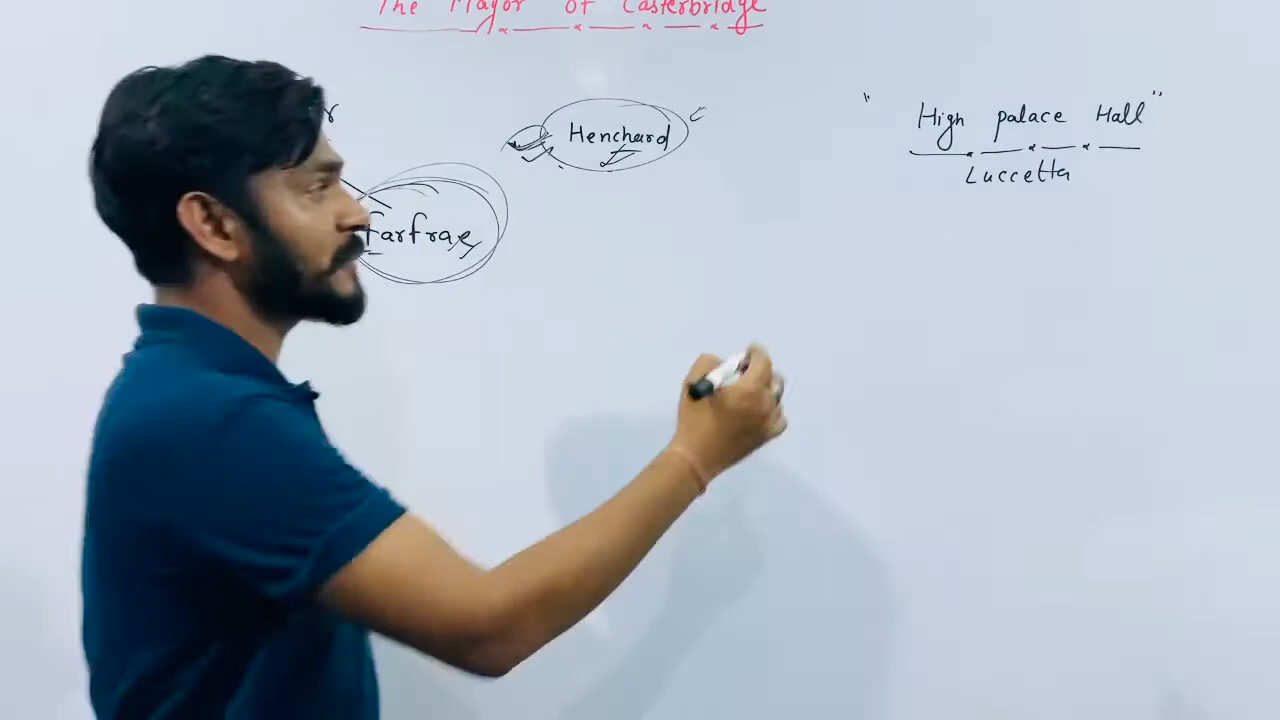 The Mayor of Casterbridge
Henchard
Farfrae
" High palace Hall "
Luccetta